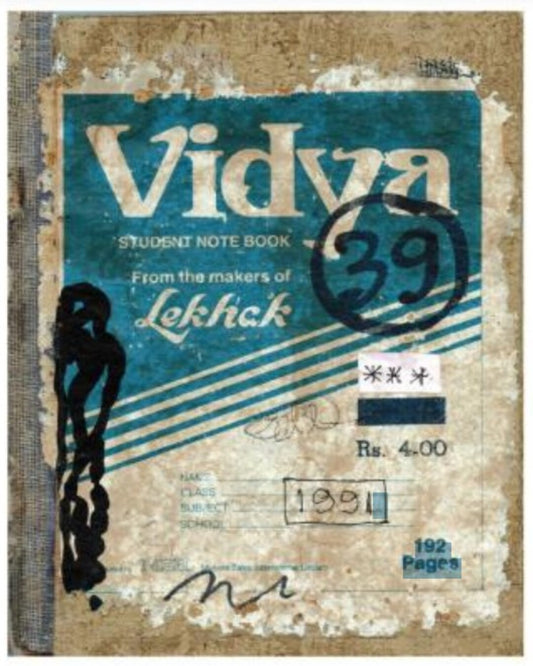 Vidya
STUDENT NOTE BOOK
39
From the makers of
Lekhak
***
Rs. 4.00
NAME
CLASS
SUBJECT
1991
SCHOOL
192
Pages